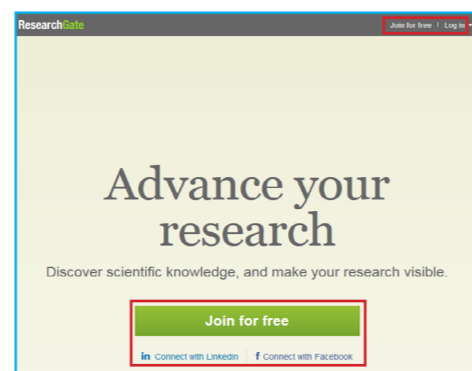 ResearchGate Join for free | Log in
Advance your
research
Discover scientific knowledge, and make your research visible.
Join for free
in Connect with LinkedIn f Connect with Facebook